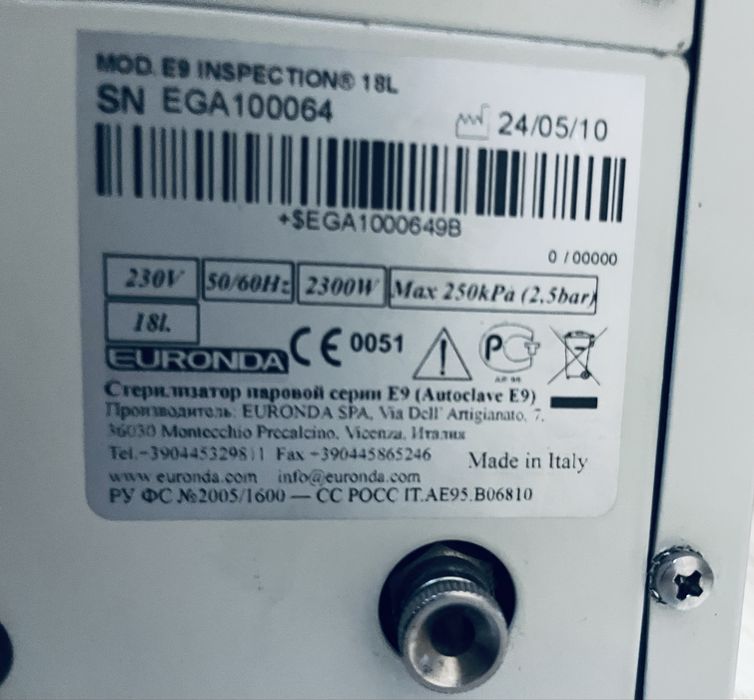 MOD. E9 INSPECTION® 18L
SN EGA100064
24/05/10
+$EGA1000649B
0 / 00000
230V 50/60Hz 2300W Max 250kPa (2,5bar)
18l.
EURONDA CE 0051 PCT
Стерилизатор паровой серии E9 (Autoclave E9)
Производитель: EURONDA SPA, Via Dell' Artigianato, 7,
36030 Montecchio Precalcino, Vicenza, Италия
Tel.-390445329811 Fax +390445865246 Made in Italy
www euronda.com info@euronda.com
РУ ФС №2005/1600 — СС РОСС IT.AE95.B06810